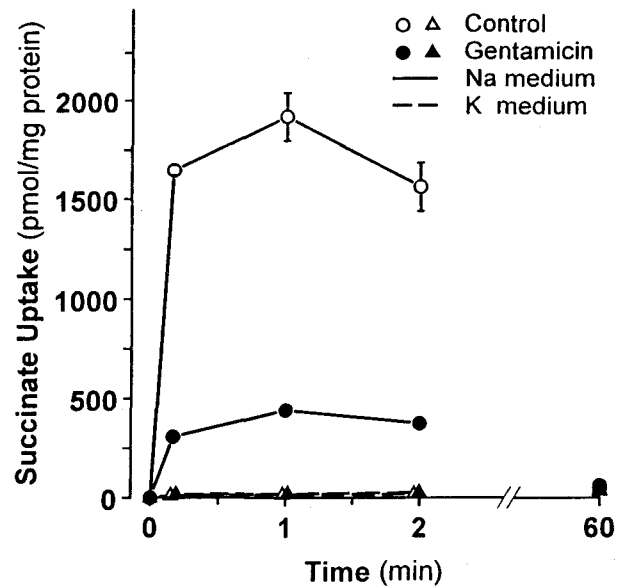 Control
Gentamicin
Na medium
K medium
Succinate Uptake (pmol/mg protein)
2000
1500
1000
500
0
0
1
2
60
Time (min)